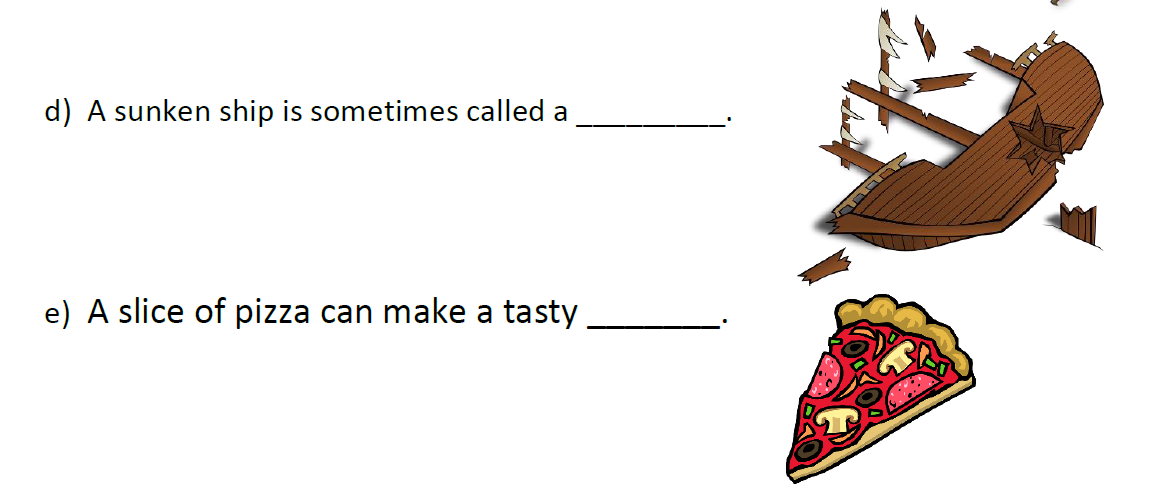 d) A sunken ship is sometimes called a _________.
e) A slice of pizza can make a tasty _______.